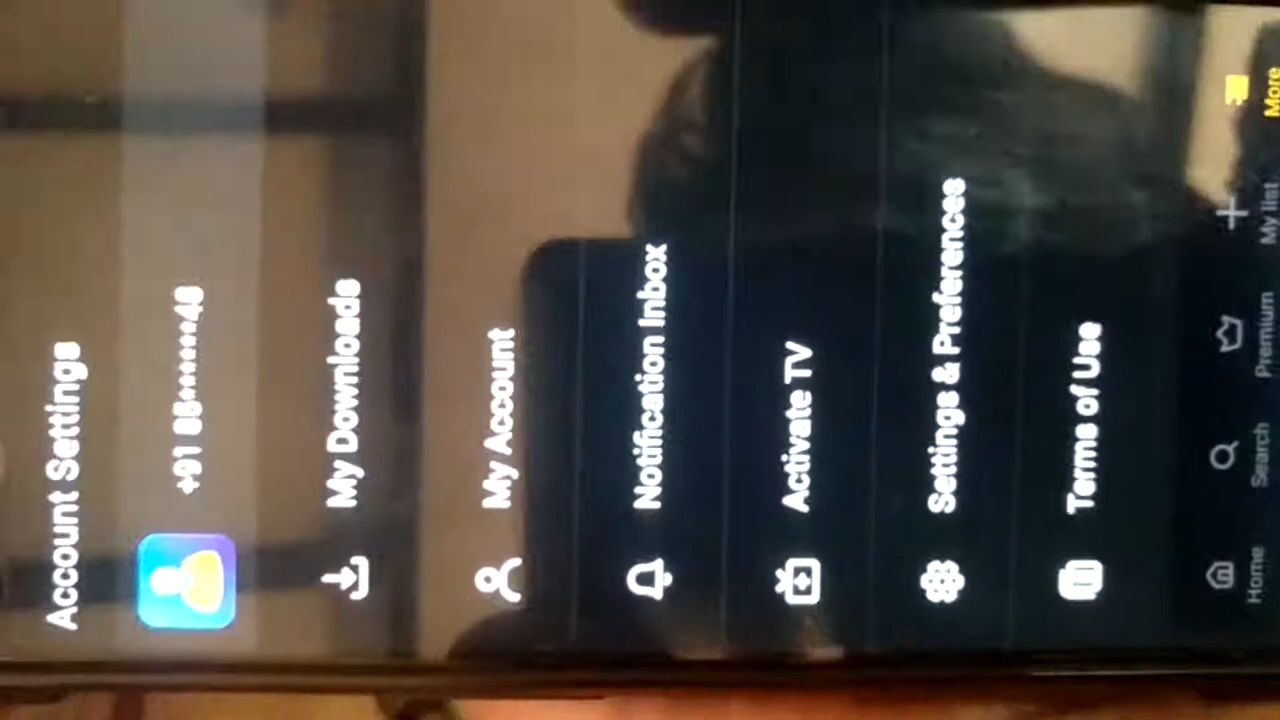 Account Settings
+91 88*******48
My Downloads
My Account
Notification Inbox
Activate TV
Settings & Preferences
Terms of Use
Home
Search
Premium
My list
More